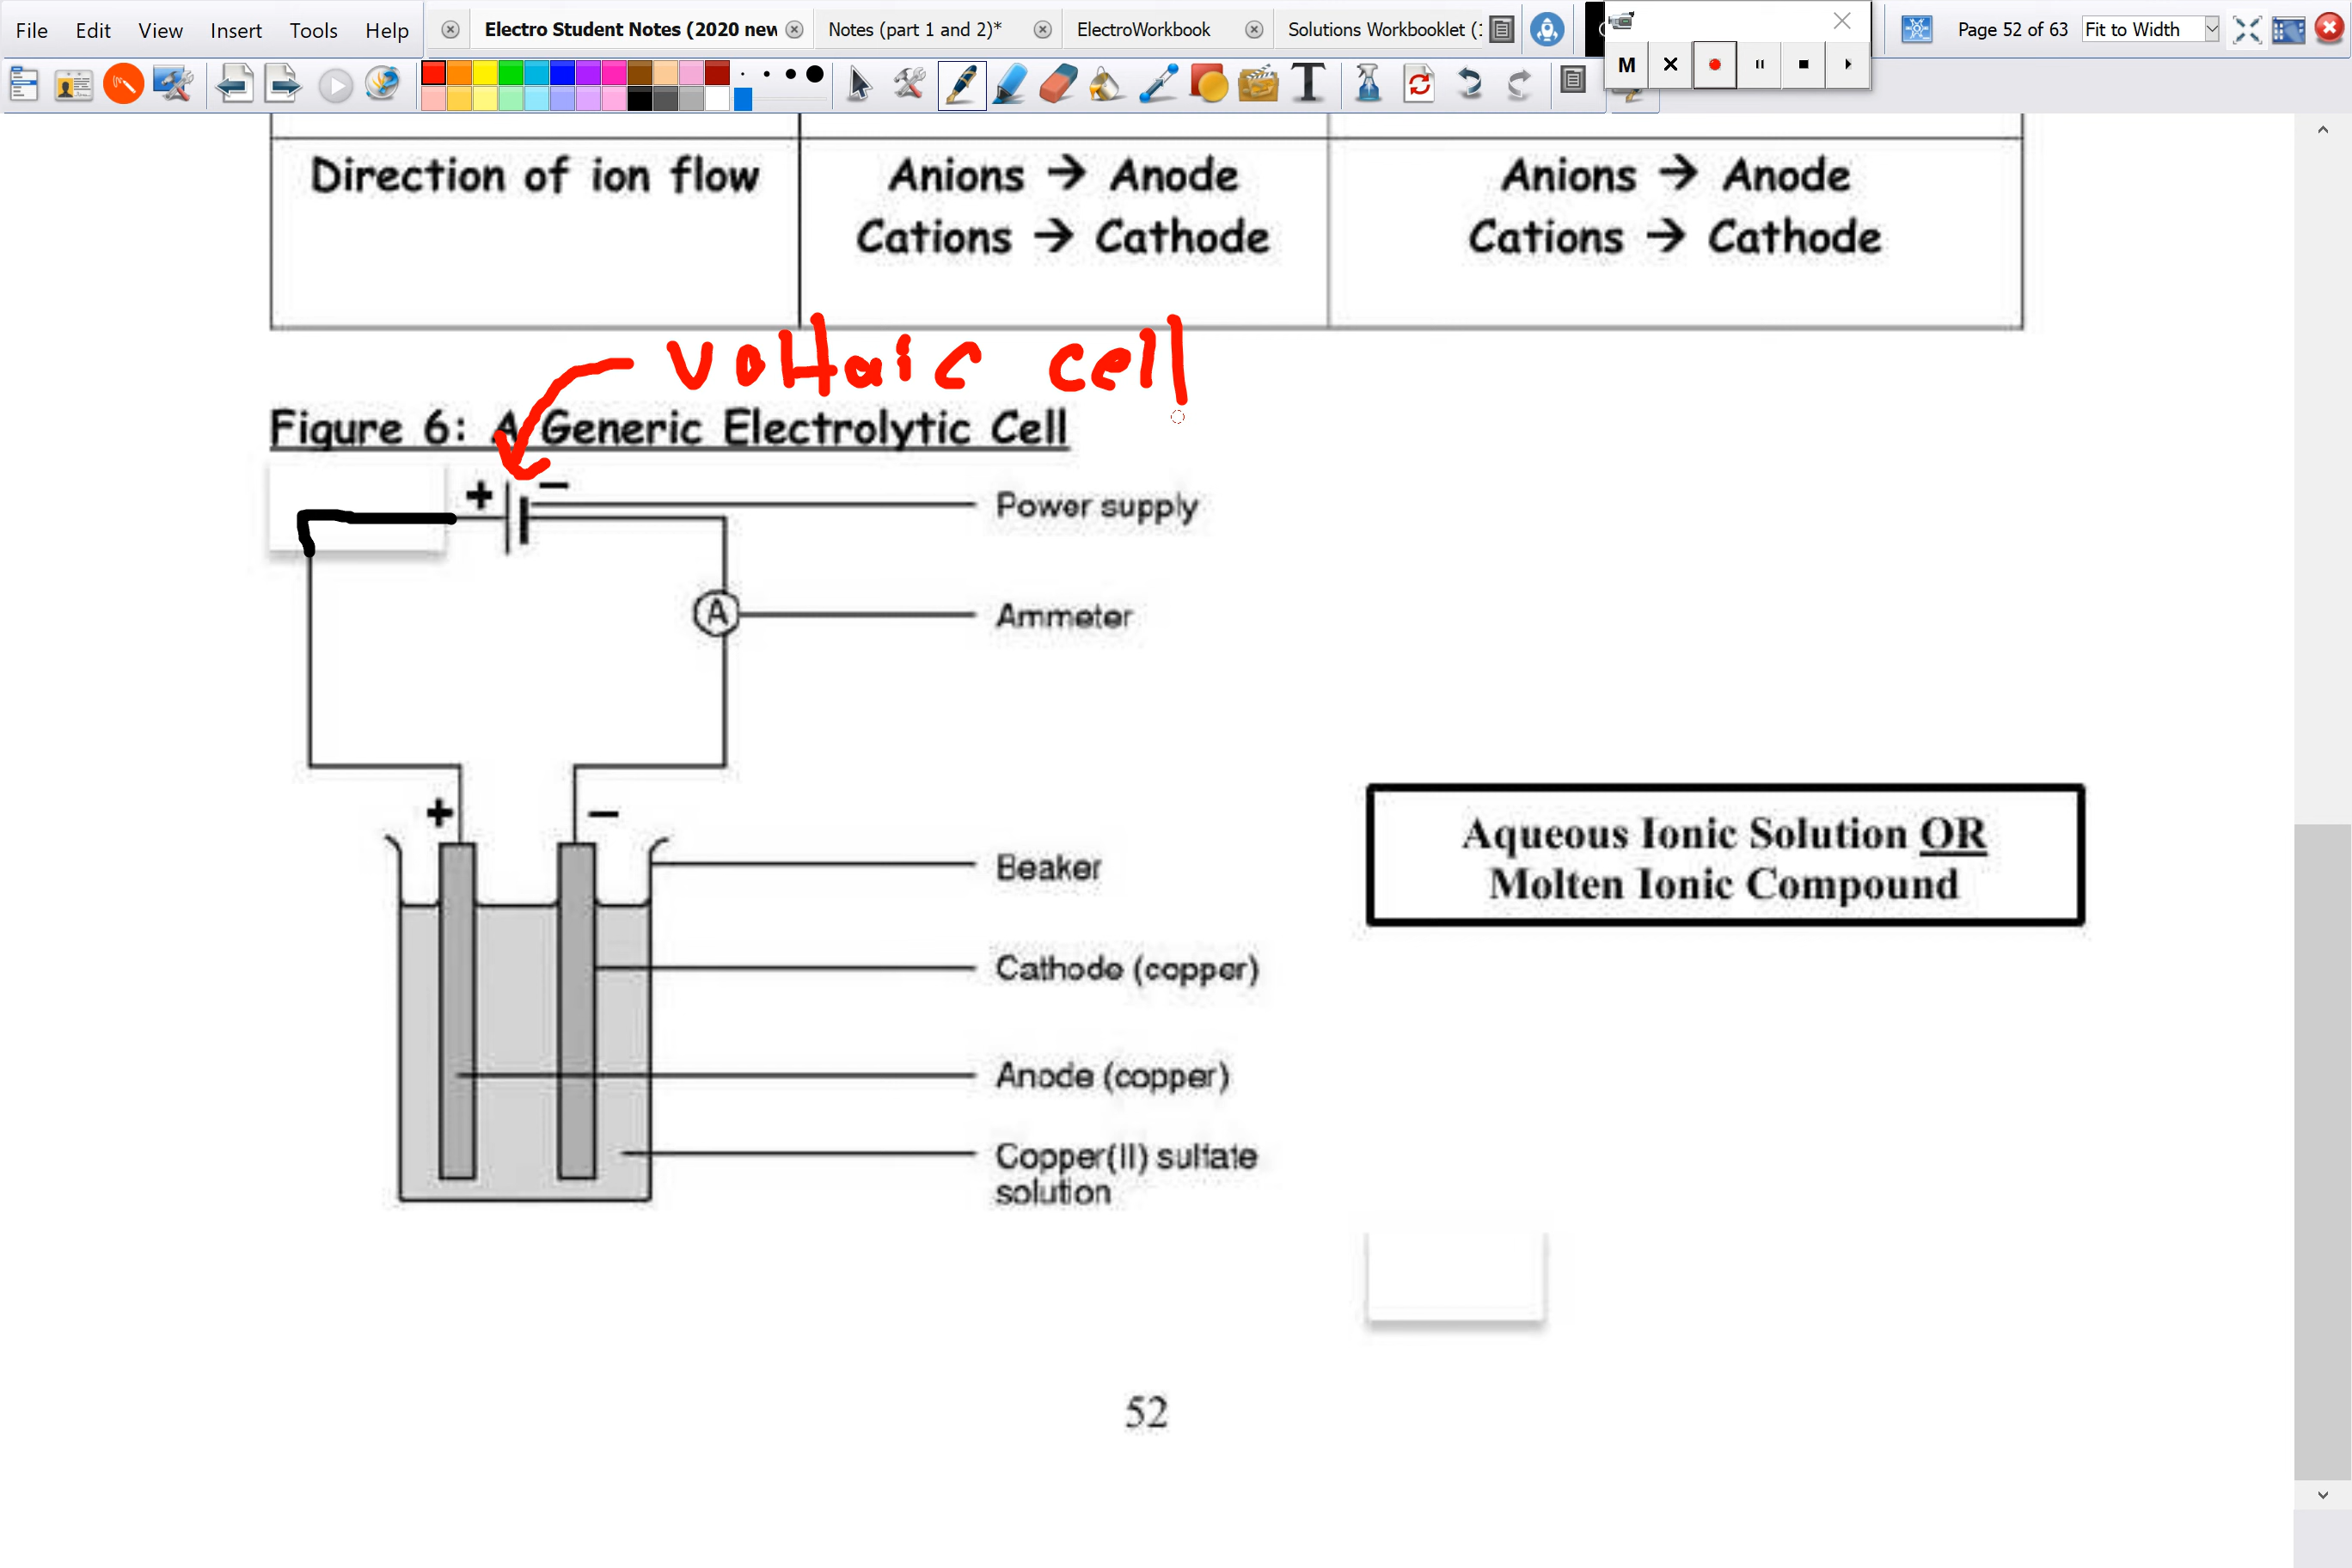 File Edit View Insert Tools Help
Electro Student Notes (2020 new
Notes (part 1 and 2)*
ElectroWorkbook
Solutions Workbooklet (1
Page 52 of 63
Fit to Width
M
T
Direction of ion flow
Anions → Anode
Cations → Cathode
Anions → Anode
Cations → Cathode
voltaic cell
Figure 6: A Generic Electrolytic Cell
+ −
Power supply
A
Ammeter
+ −
Beaker
Cathode (copper)
Anode (copper)
Copper(II) sulfate
solution
Aqueous Ionic Solution OR
Molten Ionic Compound
52